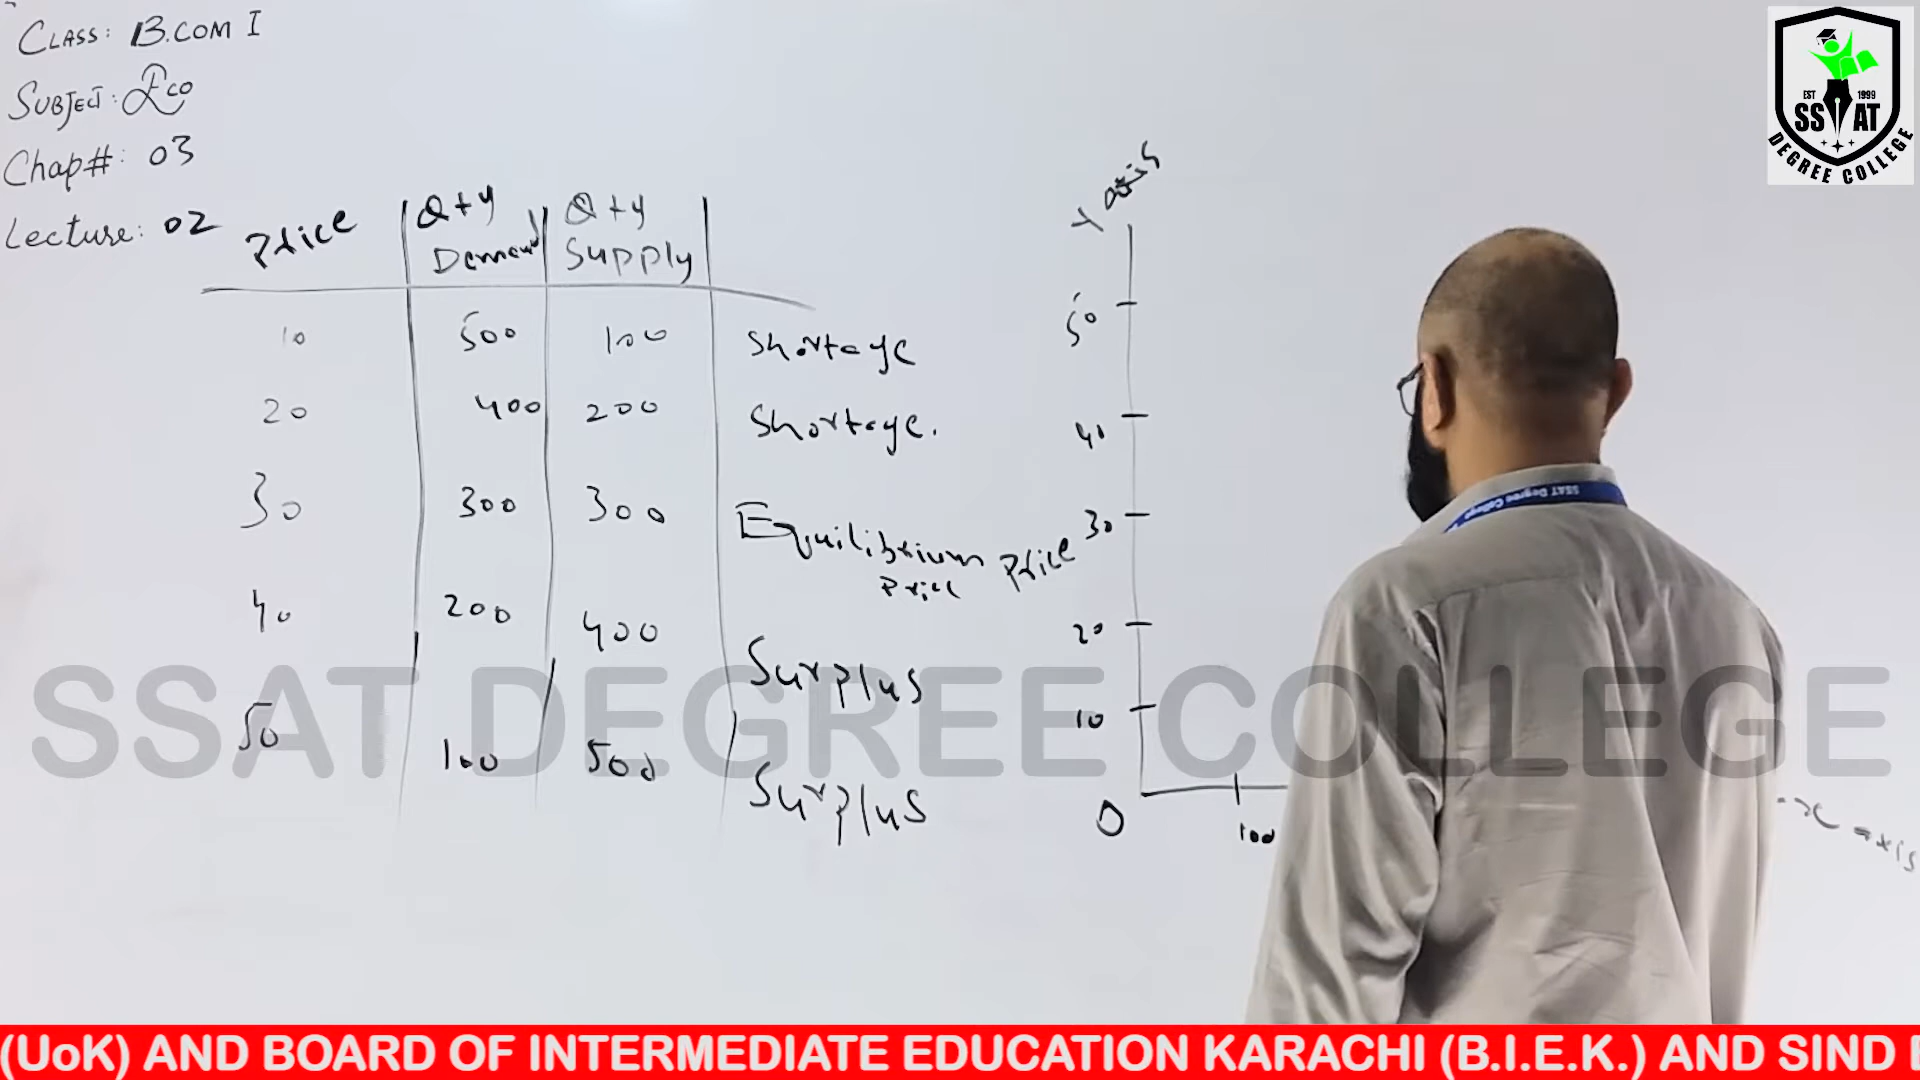 CLASS: B.COM I
SUBJECT: Eco
Chap#: 03
Lecture: 02
Price Qty Demand Qty Supply
10 500 100 Shortage
20 400 200 Shortage.
30 300 300 Equilibrium Price
40 200 400 Surplus
50 100 500 Surplus
Y axis
50
40
30
Price
20
10
0
100
x axis
SSAT Degree College
EST 1999
SSAT
DEGREE COLLEGE
SSAT DEGREE COLLEGE
(UoK) AND BOARD OF INTERMEDIATE EDUCATION KARACHI (B.I.E.K.) AND SIND